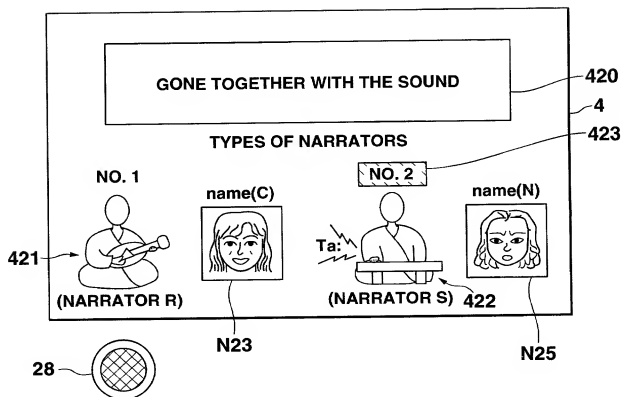 GONE TOGETHER WITH THE SOUND
420
4
TYPES OF NARRATORS
423
NO. 1
NO. 2
name(C)
name(N)
Ta:
421
(NARRATOR R)
(NARRATOR S)
422
N23
N25
28